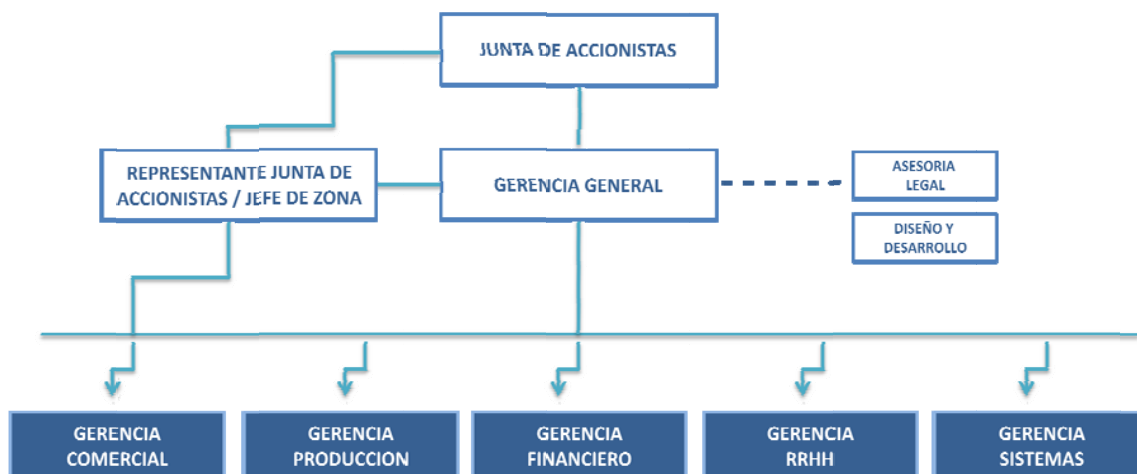 JUNTA DE ACCIONISTAS
REPRESENTANTE JUNTA DE
ACCIONISTAS / JEFE DE ZONA
GERENCIA GENERAL
ASESORIA
LEGAL
DISEÑO Y
DESARROLLO
GERENCIA
COMERCIAL
GERENCIA
PRODUCCION
GERENCIA
FINANCIERO
GERENCIA
RRHH
GERENCIA
SISTEMAS